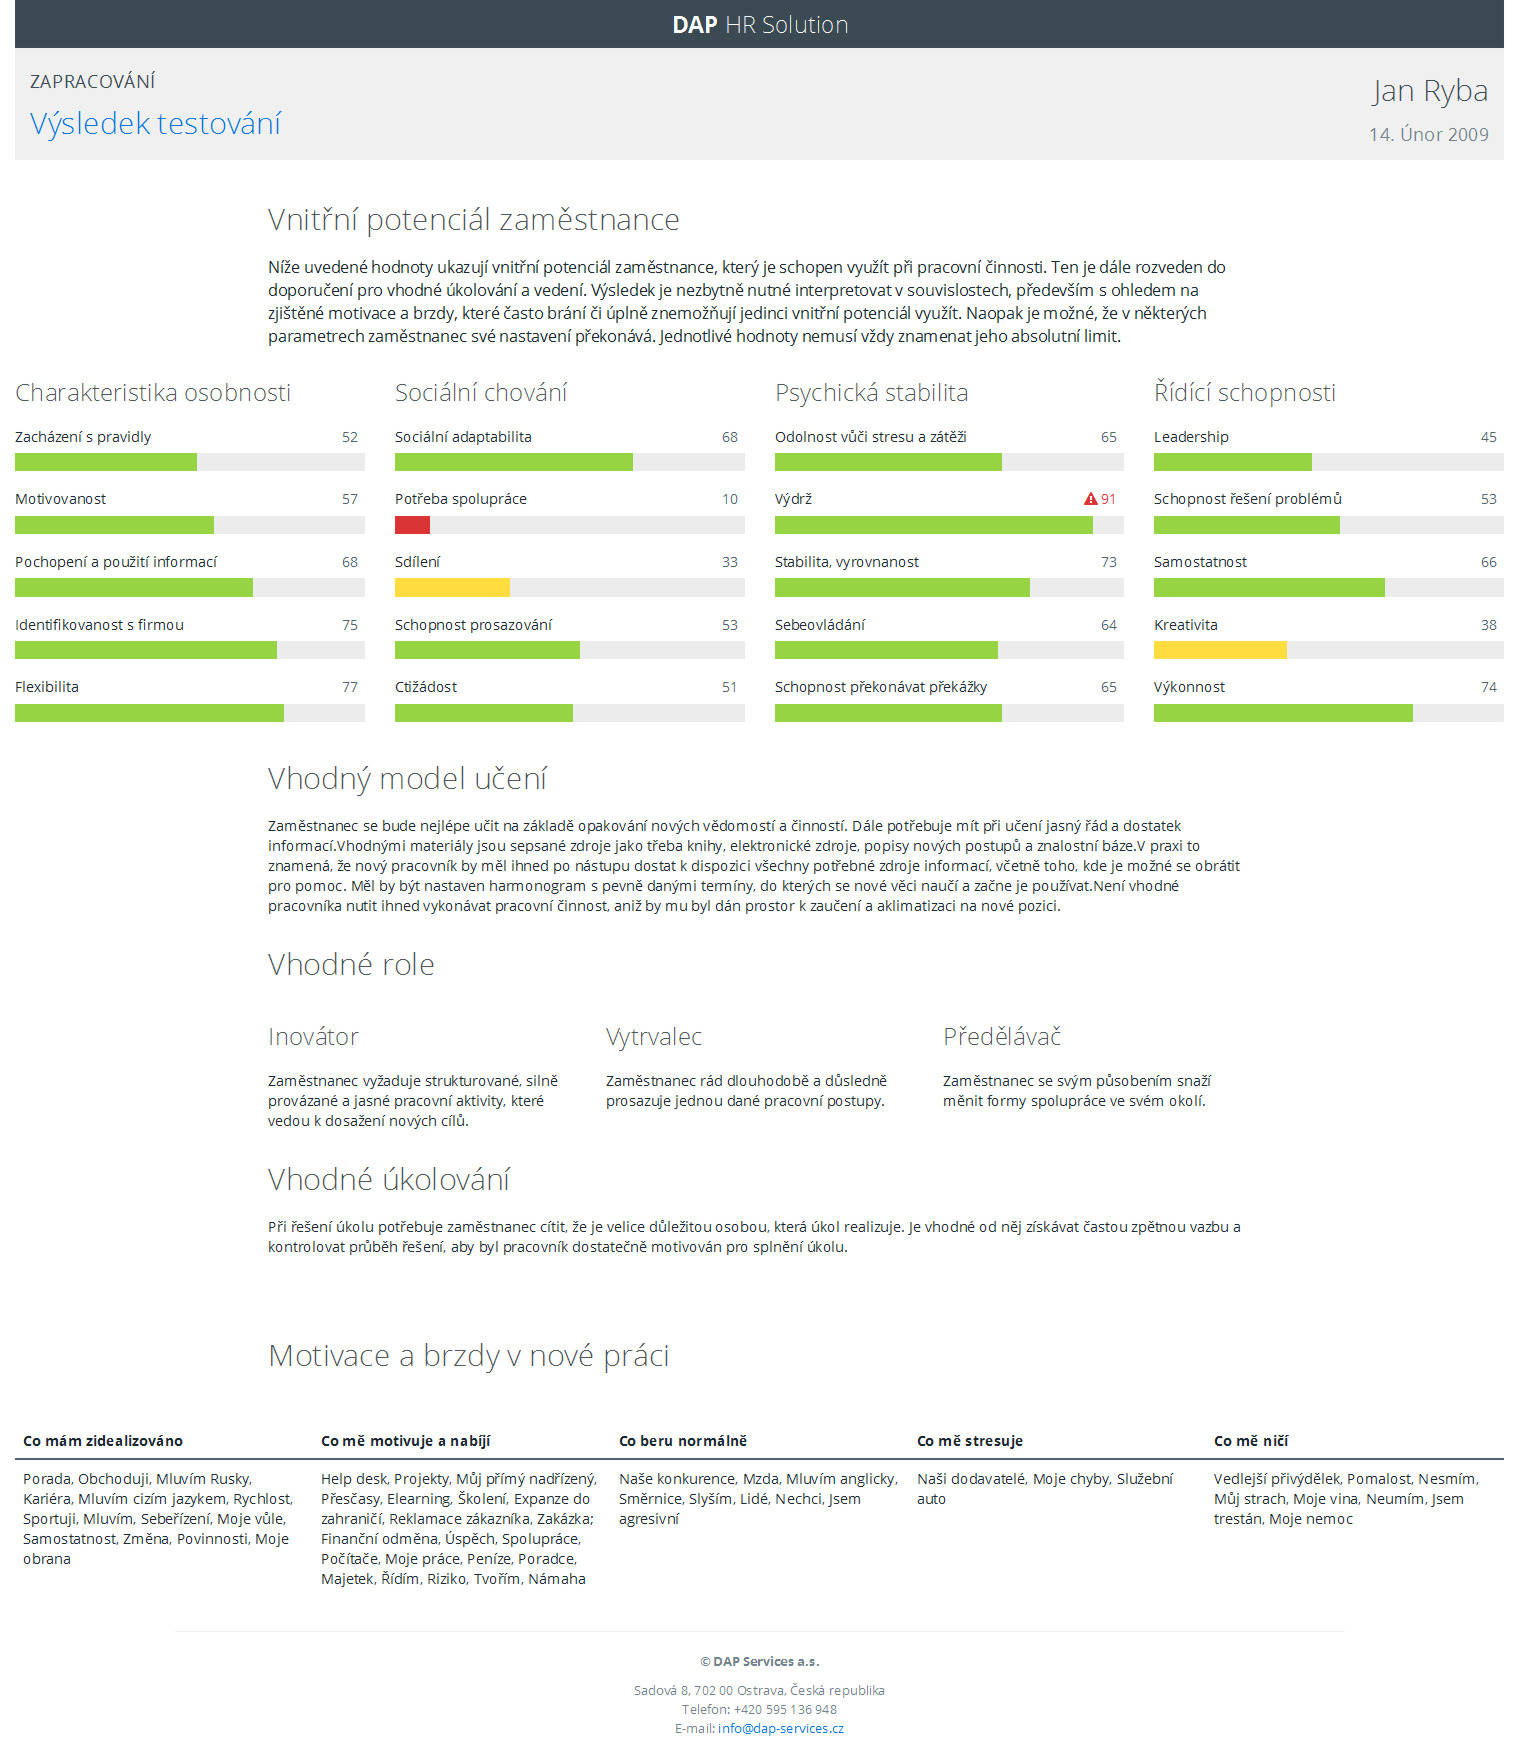 DAP HR Solution
ZAPRACOVÁNÍ
Výsledek testování
Jan Ryba
14. Únor 2009
Vnitřní potenciál zaměstnance
Níže uvedené hodnoty ukazují vnitřní potenciál zaměstnance, který je schopen využít při pracovní činnosti. Ten je dále rozveden do
doporučení pro vhodné úkolování a vedení. Výsledek je nezbytně nutné interpretovat v souvislostech, především s ohledem na
zjištěné motivace a brzdy, které často brání či úplně znemožňují jedinci vnitřní potenciál využít. Naopak je možné, že v některých
parametrech zaměstnanec své nastavení překonává. Jednotlivé hodnoty nemusí vždy znamenat jeho absolutní limit.
Charakteristika osobnosti
Zacházení s pravidly 52
Motivovanost 57
Pochopení a použití informací 68
Identifikovanost s firmou 75
Flexibilita 77
Sociální chování
Sociální adaptabilita 68
Potřeba spolupráce 10
Sdílení 33
Schopnost prosazování 53
Ctižádost 51
Psychická stabilita
Odolnost vůči stresu a zátěži 65
Výdrž 91
Stabilita, vyrovnanost 73
Sebeovládání 64
Schopnost překonávat překážky 65
Řídící schopnosti
Leadership 45
Schopnost řešení problémů 53
Samostatnost 66
Kreativita 38
Výkonnost 74
Vhodný model učení
Zaměstnanec se bude nejlépe učit na základě opakování nových vědomostí a činností. Dále potřebuje mít při učení jasný řád a dostatek
informací.Vhodnými materiály jsou sepsané zdroje jako třeba knihy, elektronické zdroje, popisy nových postupů a znalostní báze.V praxi to
znamená, že nový pracovník by měl ihned po nástupu dostat k dispozici všechny potřebné zdroje informací, včetně toho, kde je možné se obrátit
pro pomoc. Měl by být nastaven harmonogram s pevně danými termíny, do kterých se nové věci naučí a začne je používat.Není vhodné
pracovníka nutit ihned vykonávat pracovní činnost, aniž by mu byl dán prostor k zaučení a aklimatizaci na nové pozici.
Vhodné role
Inovátor
Zaměstnanec vyžaduje strukturované, silně
provázané a jasné pracovní aktivity, které
vedou k dosažení nových cílů.
Vytrvalec
Zaměstnanec rád dlouhodobě a důsledně
prosazuje jednou dané pracovní postupy.
Předělávač
Zaměstnanec se svým působením snaží
měnit formy spolupráce ve svém okolí.
Vhodné úkolování
Při řešení úkolu potřebuje zaměstnanec cítit, že je velice důležitou osobou, která úkol realizuje. Je vhodné od něj získávat častou zpětnou vazbu a
kontrolovat průběh řešení, aby byl pracovník dostatečně motivován pro splnění úkolu.
Motivace a brzdy v nové práci
Co mám zidealizováno
Porada, Obchoduji, Mluvím Rusky,
Kariéra, Mluvím cizím jazykem, Rychlost,
Sportuji, Mluvím, Sebeřízení, Moje vůle,
Samostatnost, Změna, Povinnosti, Moje
obrana
Co mě motivuje a nabíjí
Help desk, Projekty, Můj přímý nadřízený,
Přesčasy, Elearning, Školení, Expanze do
zahraničí, Reklamace zákazníka, Zakázka;
Finanční odměna, Úspěch, Spolupráce,
Počítače, Moje práce, Peníze, Poradce,
Majetek, Řídím, Riziko, Tvořím, Námaha
Co beru normálně
Naše konkurence, Mzda, Mluvím anglicky,
Směrnice, Slyším, Lidé, Nechci, Jsem
agresivní
Co mě stresuje
Naši dodavatelé, Moje chyby, Služební
auto
Co mě ničí
Vedlejší přivýdělek, Pomalost, Nesmím,
Můj strach, Moje vina, Neumím, Jsem
trestán, Moje nemoc
© DAP Services a.s.
Sadová 8, 702 00 Ostrava, Česká republika
Telefon: +420 595 136 948
E-mail: info@dap-services.cz